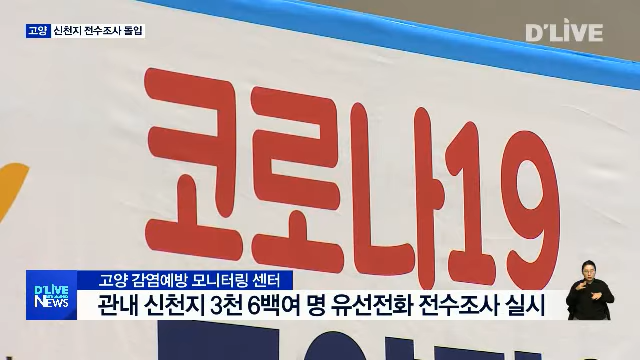 고양 신천지 전수조사 돌입
D'LIVE
코로나19
고양 감염예방 모니터링 센터
D'LIVE
NEWS
관내 신천지 3천 6백여 명 유선전화 전수조사 실시